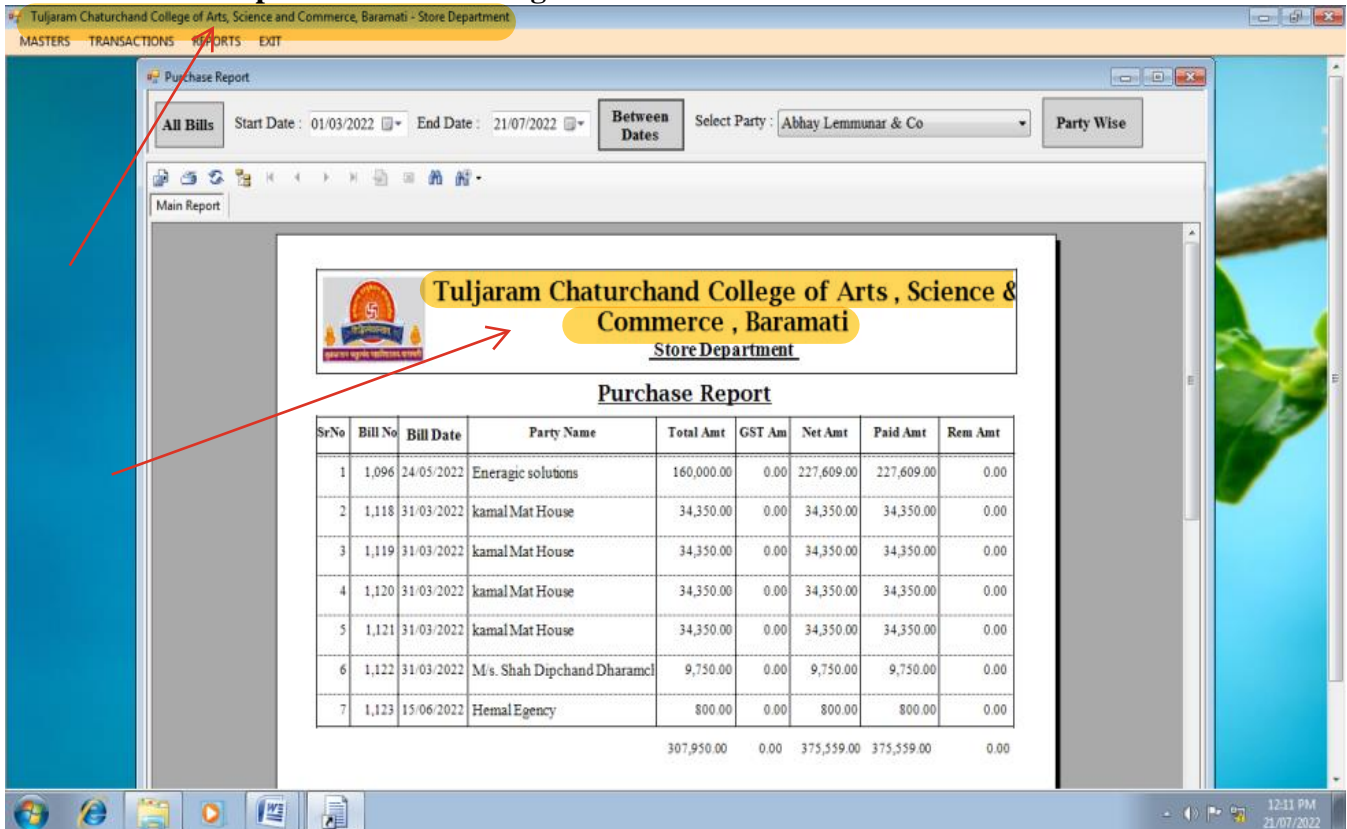 Tuljaram Chaturchand College of Arts, Science and Commerce, Baramati - Store Department
MASTERS TRANSACTIONS REPORTS EXIT
Purchase Report
All Bills Start Date : 01/03/2022 End Date : 21/07/2022 Between Dates Select Party : Abhay Lemmunar & Co Party Wise
Main Report
Tuljaram Chaturchand College of Arts , Science &
Commerce , Baramati
Store Department
Purchase Report
SrNo Bill No Bill Date Party Name Total Amt GST Am Net Amt Paid Amt Rem Amt
1 1,096 24/05/2022 Eneragic solutions 160,000.00 0.00 227,609.00 227,609.00 0.00
2 1,118 31/03/2022 kamal Mat House 34,350.00 0.00 34,350.00 34,350.00 0.00
3 1,119 31/03/2022 kamal Mat House 34,350.00 0.00 34,350.00 34,350.00 0.00
4 1,120 31/03/2022 kamal Mat House 34,350.00 0.00 34,350.00 34,350.00 0.00
5 1,121 31/03/2022 kamal Mat House 34,350.00 0.00 34,350.00 34,350.00 0.00
6 1,122 31/03/2022 M/s. Shah Dipchand Dharamcl 9,750.00 0.00 9,750.00 9,750.00 0.00
7 1,123 15/06/2022 Hemal Egency 800.00 0.00 800.00 800.00 0.00
307,950.00 0.00 375,559.00 375,559.00 0.00
12:11 PM
21/07/2022